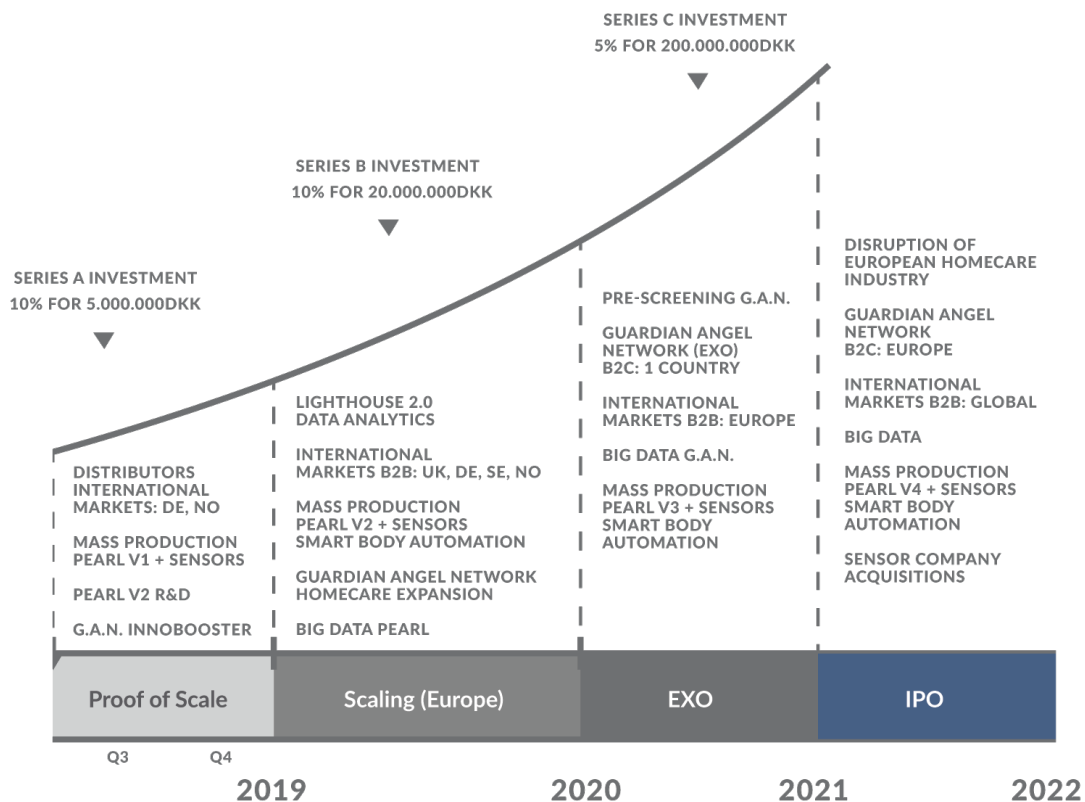 SERIES C INVESTMENT
5% FOR 200.000.000DKK
SERIES B INVESTMENT
10% FOR 20.000.000DKK
SERIES A INVESTMENT
10% FOR 5.000.000DKK
DISTRIBUTORS
INTERNATIONAL
MARKETS: DE, NO
MASS PRODUCTION
PEARL V1 + SENSORS
PEARL V2 R&D
G.A.N. INNOBOOSTER
LIGHTHOUSE 2.0
DATA ANALYTICS
INTERNATIONAL
MARKETS B2B: UK, DE, SE, NO
MASS PRODUCTION
PEARL V2 + SENSORS
SMART BODY AUTOMATION
GUARDIAN ANGEL NETWORK
HOMECARE EXPANSION
BIG DATA PEARL
PRE-SCREENING G.A.N.
GUARDIAN ANGEL
NETWORK (EXO)
B2C: 1 COUNTRY
INTERNATIONAL
MARKETS B2B: EUROPE
BIG DATA G.A.N.
MASS PRODUCTION
PEARL V3 + SENSORS
SMART BODY
AUTOMATION
DISRUPTION OF
EUROPEAN HOMECARE
INDUSTRY
GUARDIAN ANGEL
NETWORK
B2C: EUROPE
INTERNATIONAL
MARKETS B2B: GLOBAL
BIG DATA
MASS PRODUCTION
PEARL V4 + SENSORS
SMART BODY
AUTOMATION
SENSOR COMPANY
ACQUISITIONS
Proof of Scale
Scaling (Europe)
EXO
IPO
Q3
Q4
2019
2020
2021
2022